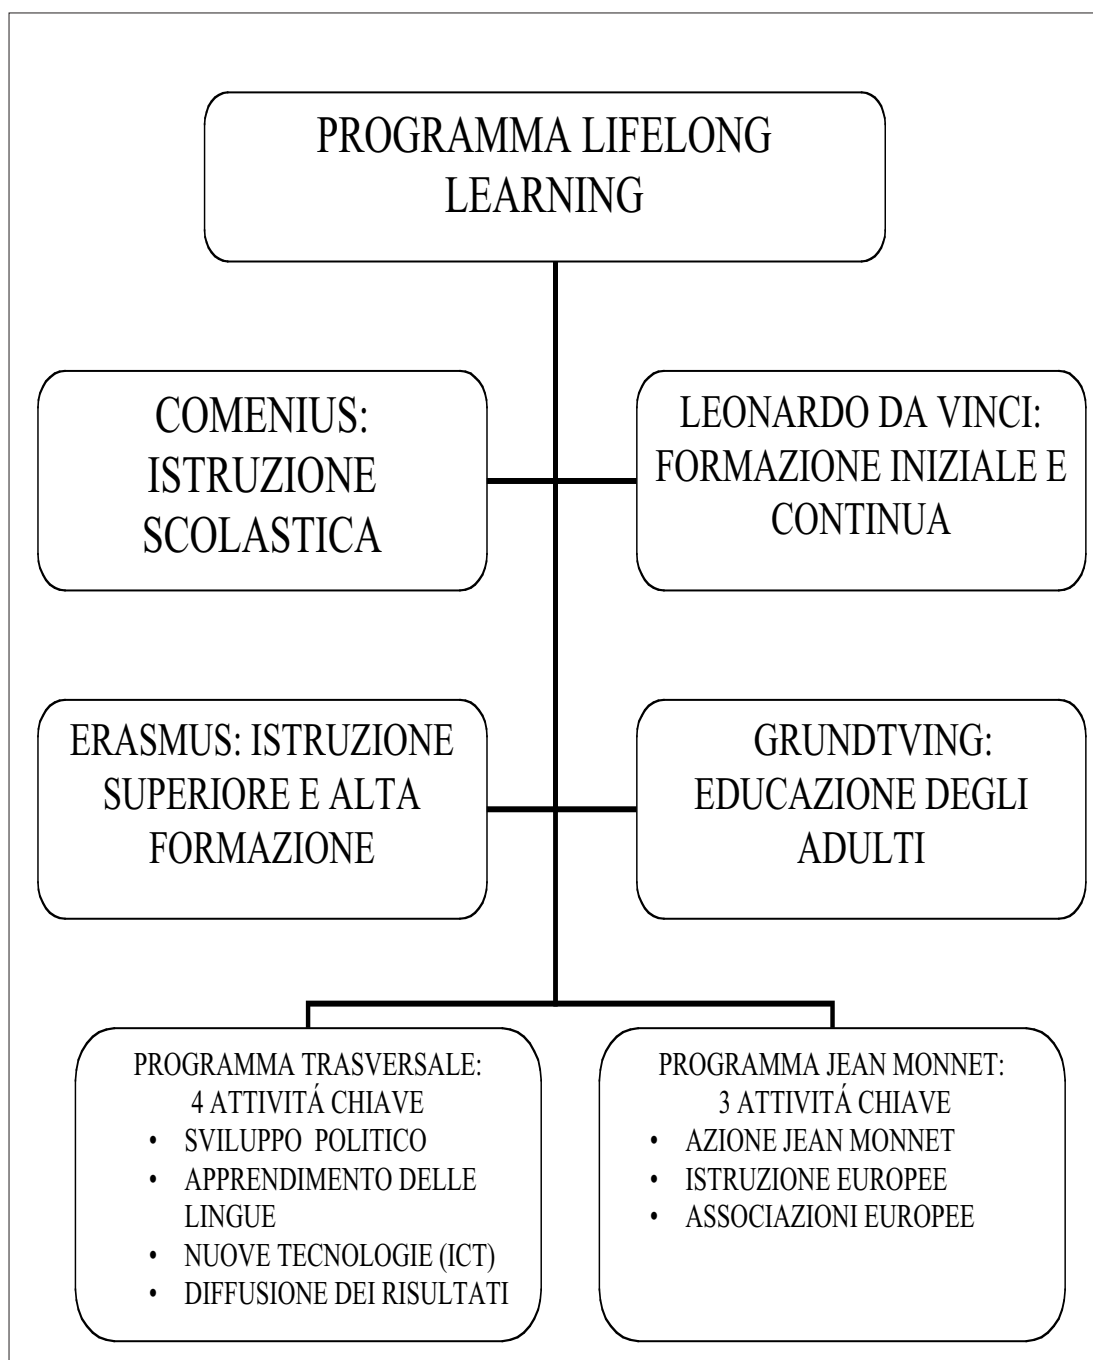 PROGRAMMA LIFELONG
LEARNING
COMENIUS:
ISTRUZIONE
SCOLASTICA
LEONARDO DA VINCI:
FORMAZIONE INIZIALE E
CONTINUA
ERASMUS: ISTRUZIONE
SUPERIORE E ALTA
FORMAZIONE
GRUNDTVING:
EDUCAZIONE DEGLI
ADULTI
PROGRAMMA TRASVERSALE:
4 ATTIVITÁ CHIAVE
• SVILUPPO POLITICO
• APPRENDIMENTO DELLE
LINGUE
• NUOVE TECNOLOGIE (ICT)
• DIFFUSIONE DEI RISULTATI
PROGRAMMA JEAN MONNET:
3 ATTIVITÁ CHIAVE
• AZIONE JEAN MONNET
• ISTRUZIONE EUROPEE
• ASSOCIAZIONI EUROPEE